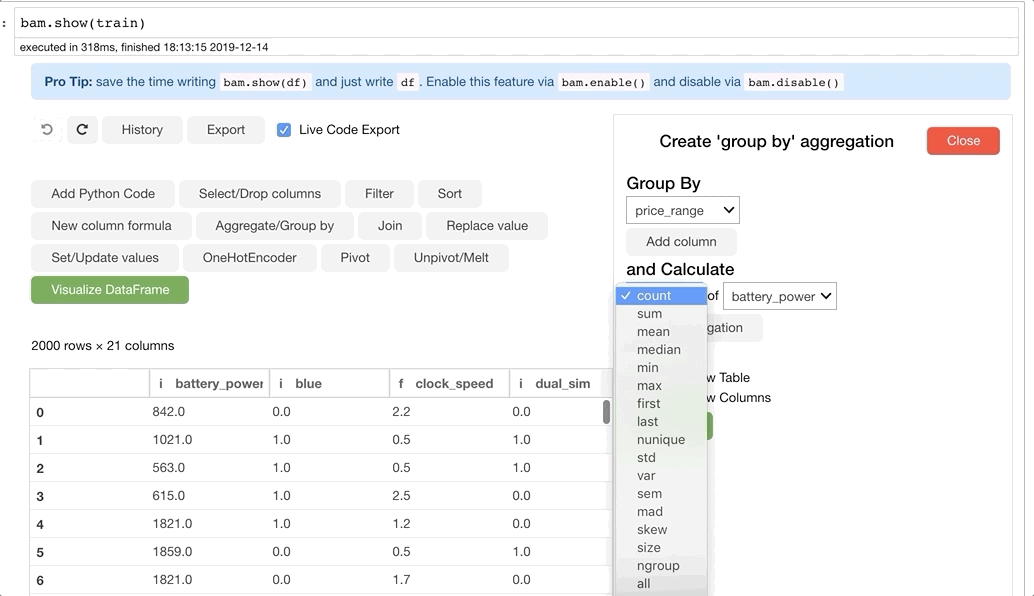 : bam.show(train)
executed in 318ms, finished 18:13:15 2019-12-14
Pro Tip: save the time writing bam.show(df) and just write df . Enable this feature via bam.enable() and disable via bam.disable()
History Export Live Code Export
Create 'group by' aggregation Close
Group By
price_range
Add column
and Calculate
count of battery_power
sum
gation
mean
median
min
max w Table
first w Columns
last
nunique
std
var
sem
mad
skew
size
ngroup
all
Add Python Code Select/Drop columns Filter Sort
New column formula Aggregate/Group by Join Replace value
Set/Update values OneHotEncoder Pivot Unpivot/Melt
Visualize DataFrame
2000 rows × 21 columns
i battery_power i blue f clock_speed i dual_sim
0 842.0 0.0 2.2 0.0
1 1021.0 1.0 0.5 1.0
2 563.0 1.0 0.5 1.0
3 615.0 1.0 2.5 0.0
4 1821.0 1.0 1.2 0.0
5 1859.0 0.0 0.5 1.0
6 1821.0 0.0 1.7 0.0